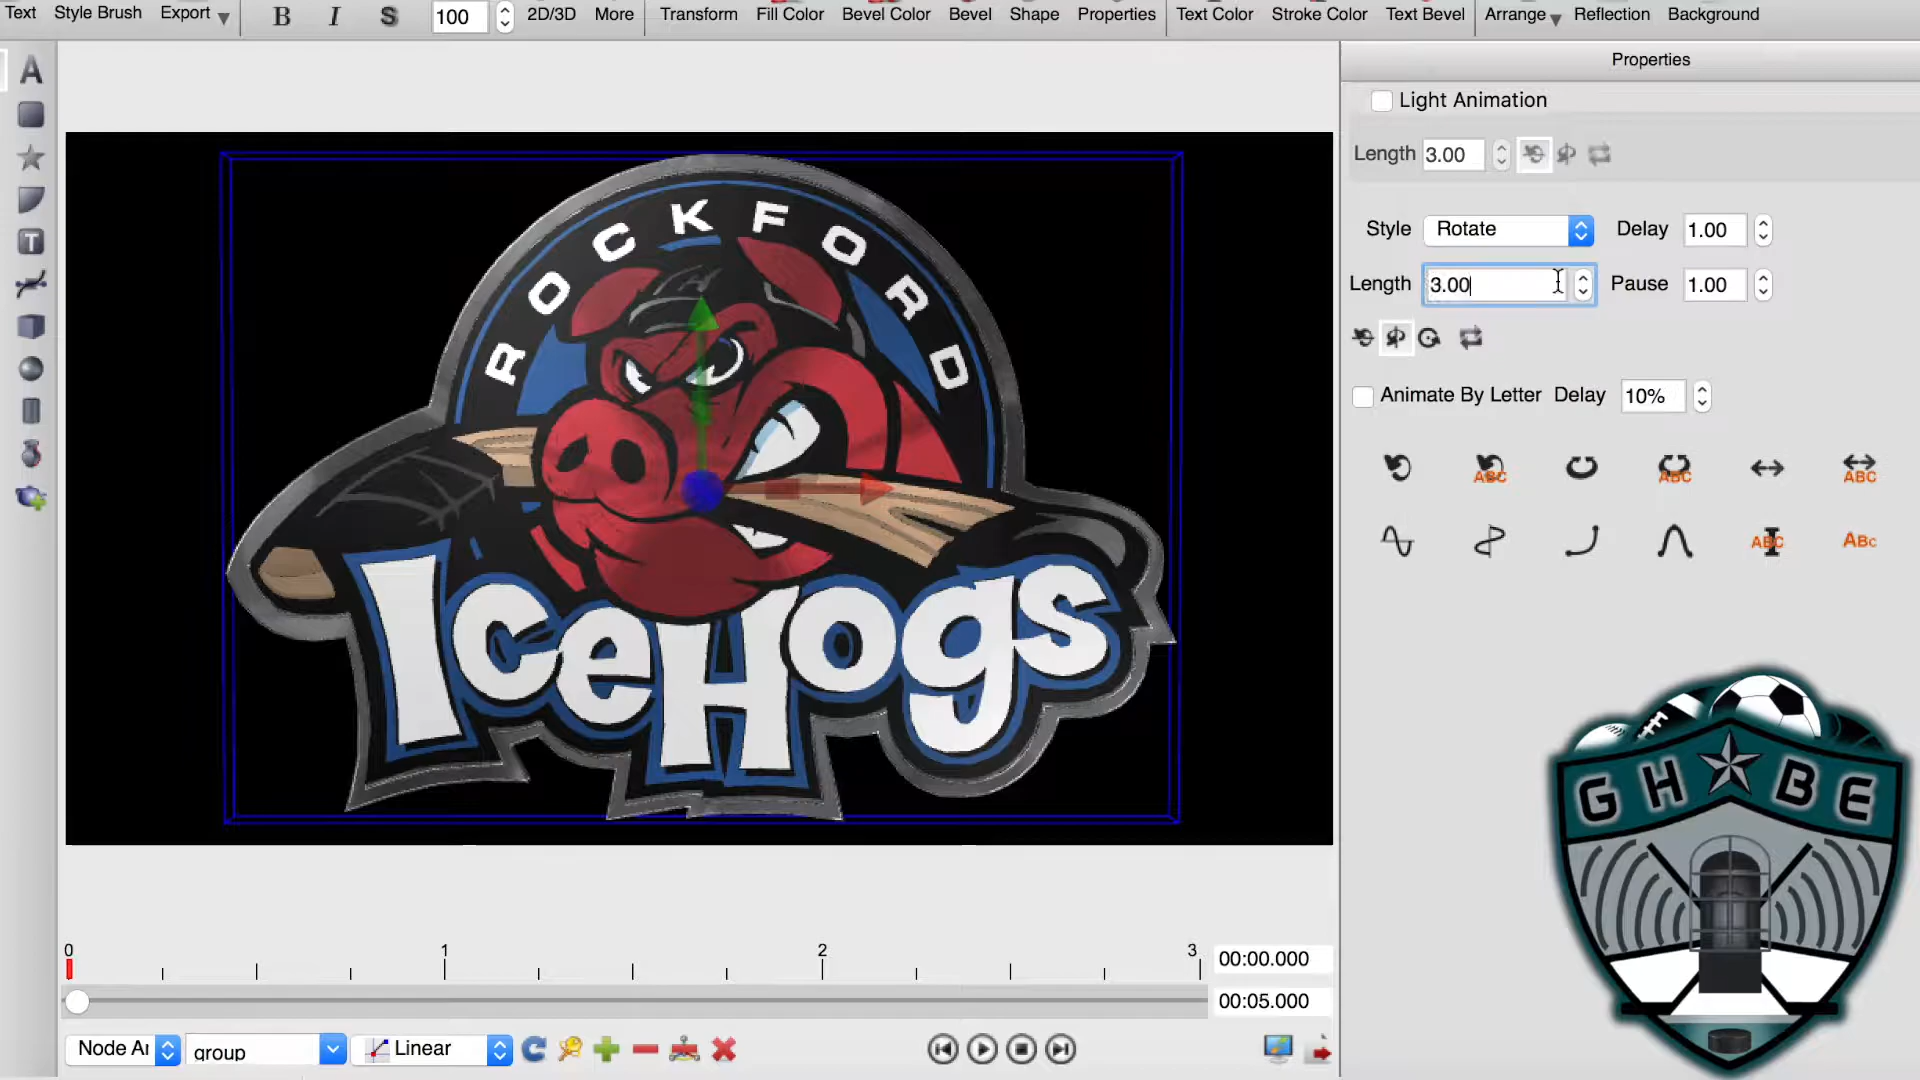 Text Style Brush Export B I S 100 2D/3D More Transform Fill Color Bevel Color Bevel Shape Properties Text Color Stroke Color Text Bevel Arrange Reflection Background
Properties
A
Light Animation
Length 3.00
Style Rotate Delay 1.00
Length 3.00 Pause 1.00
Animate By Letter Delay 10%
ABC ABC ABC
ABC ABC
T
ROCKFORD
IceHogs
GHBE
0 1 2 3 00:00.000
00:05.000
Node Ar group Linear